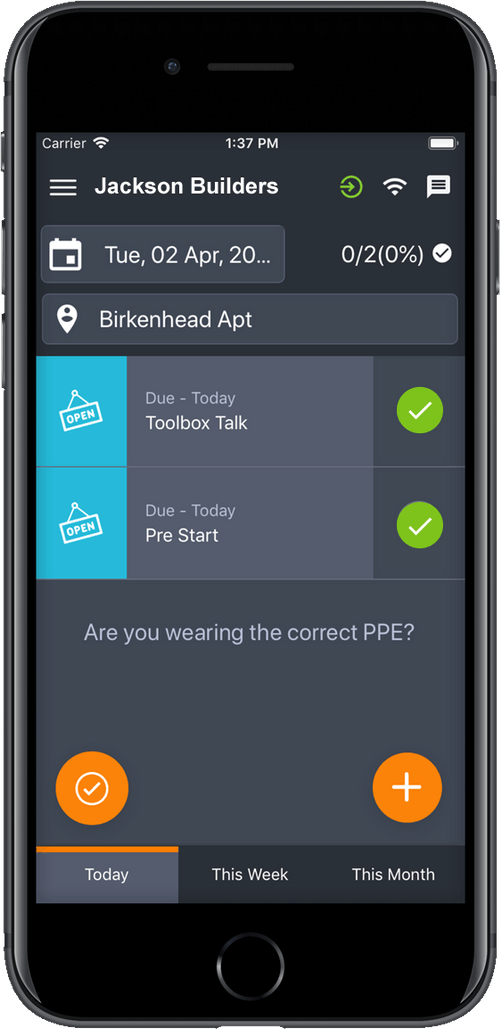 Carrier 1:37 PM
Jackson Builders
Tue, 02 Apr, 20... 0/2(0%)
Birkenhead Apt
OPEN
Due - Today
Toolbox Talk
OPEN
Due - Today
Pre Start
Are you wearing the correct PPE?
Today This Week This Month